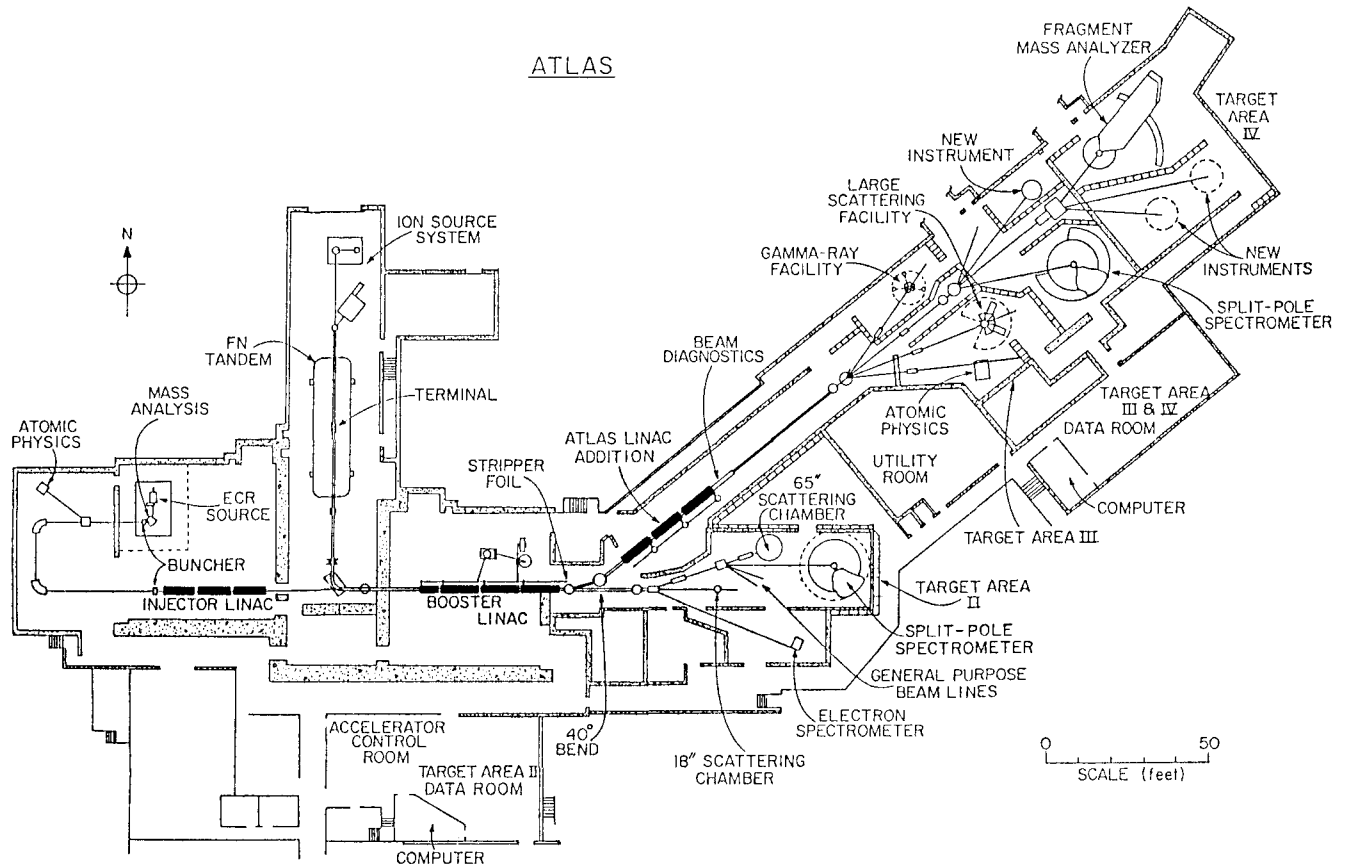 ATLAS
FRAGMENT
MASS ANALYZER
TARGET
AREA
IV
NEW
INSTRUMENT
LARGE
SCATTERING
FACILITY
ION SOURCE
SYSTEM
N
GAMMA-RAY
FACILITY
NEW
INSTRUMENTS
SPLIT-POLE
SPECTROMETER
FN
TANDEM
BEAM
DIAGNOSTICS
MASS
ANALYSIS
TERMINAL
TARGET AREA
III & IV
DATA ROOM
ATOMIC
PHYSICS
ATOMIC
PHYSICS
ATLAS LINAC
ADDITION
UTILITY
ROOM
STRIPPER
FOIL
65"
SCATTERING
CHAMBER
ECR
SOURCE
COMPUTER
TARGET AREA III
BUNCHER
INJECTOR LINAC
BOOSTER
LINAC
TARGET
AREA
II
SPLIT-POLE
SPECTROMETER
GENERAL PURPOSE
BEAM LINES
ELECTRON
SPECTROMETER
ACCELERATOR
CONTROL
ROOM
40°
BEND
18" SCATTERING
CHAMBER
TARGET AREA II
DATA ROOM
0 50
SCALE (feet)
COMPUTER